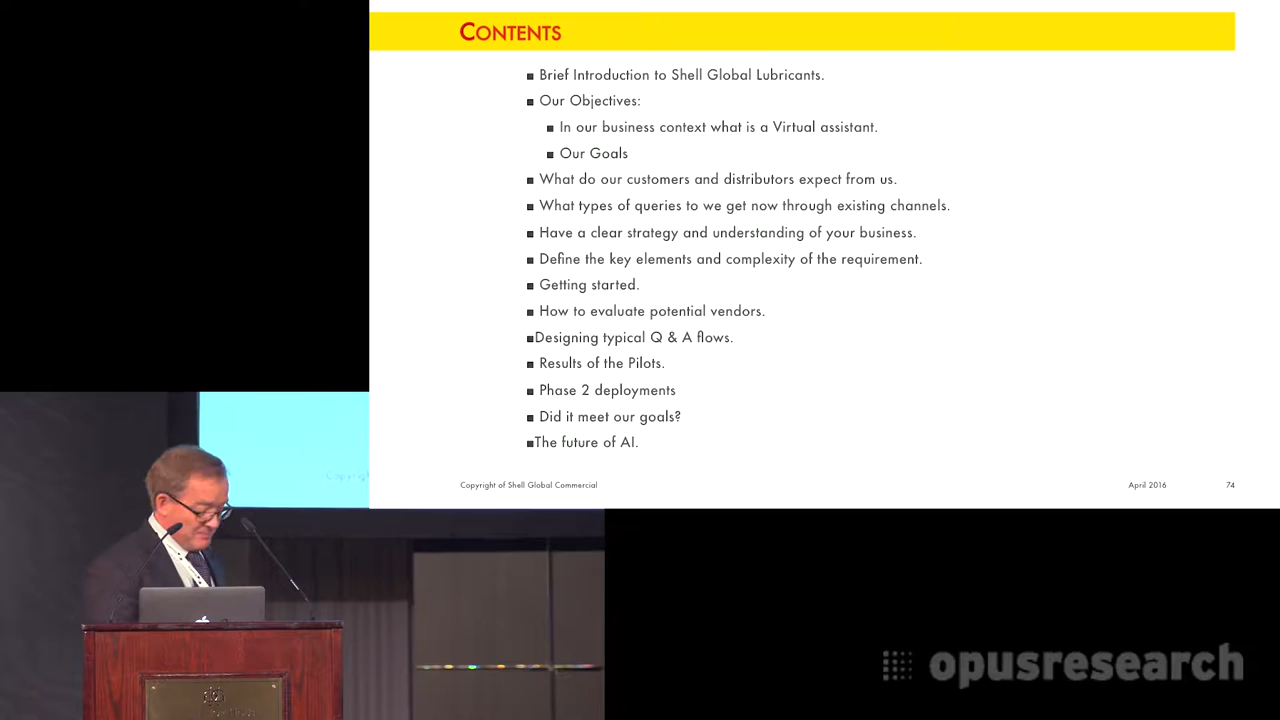 CONTENTS
Brief Introduction to Shell Global Lubricants.
Our Objectives:
In our business context what is a Virtual assistant.
Our Goals
What do our customers and distributors expect from us.
What types of queries to we get now through existing channels.
Have a clear strategy and understanding of your business.
Define the key elements and complexity of the requirement.
Getting started.
How to evaluate potential vendors.
Designing typical Q & A flows.
Results of the Pilots.
Phase 2 deployments
Did it meet our goals?
The future of AI.
Copyright of Shell Global Commercial April 2016 74
opusresearch